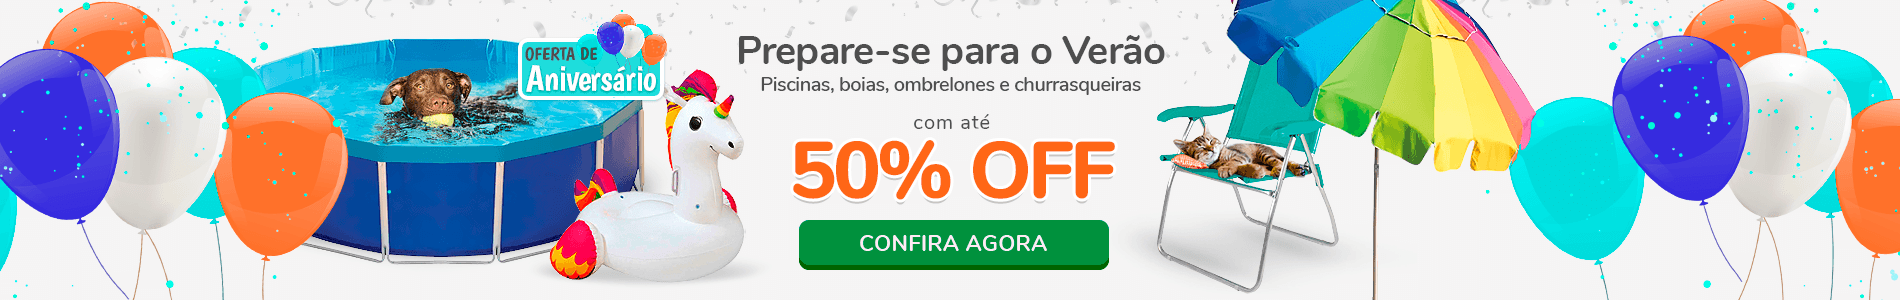 OFERTA DE
Aniversário
Prepare-se para o Verão
Piscinas, boias, ombrelones e churrasqueiras
com até
50% OFF
CONFIRA AGORA